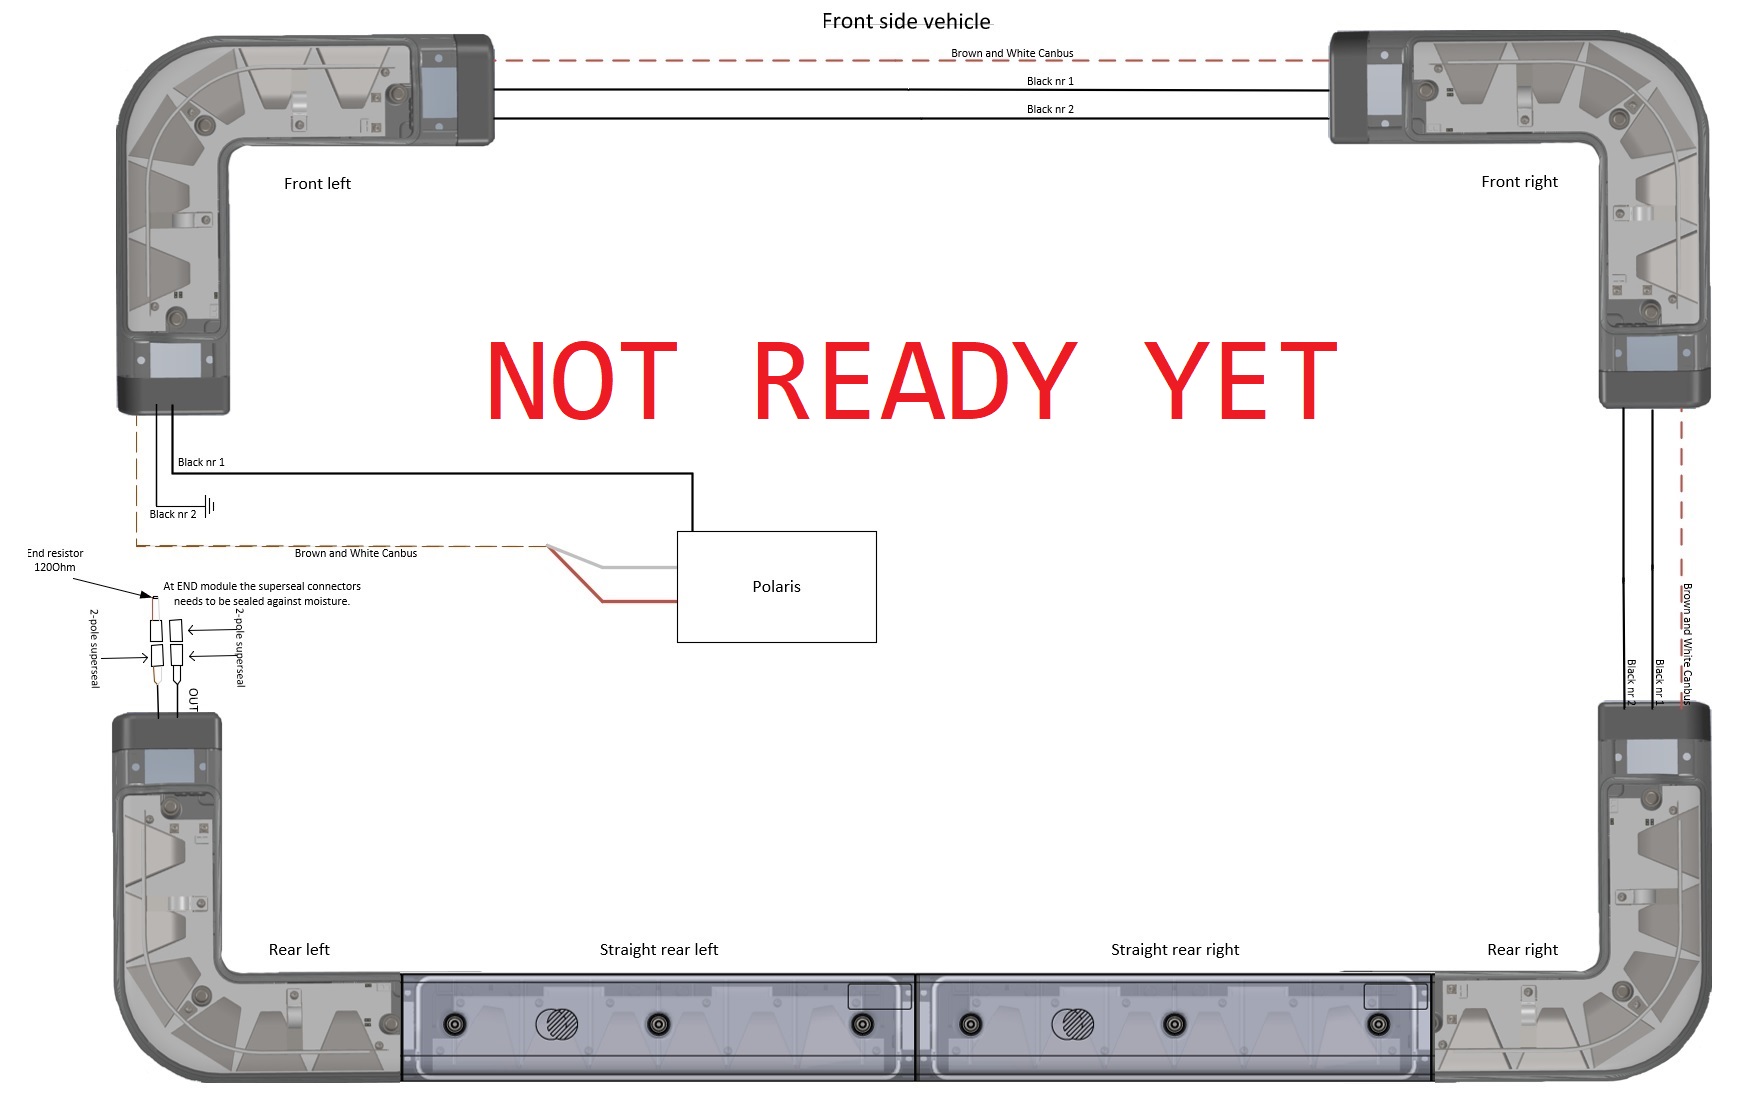 Front side vehicle
Brown and White Canbus
Black nr 1
Black nr 2
Front left
Front right
NOT READY YET
Black nr 1
Black nr 2
Brown and White Canbus
End resistor
120Ohm
At END module the superseal connectors
needs to be sealed against moisture.
2-pole superseal
2-pole superseal
OUT
Polaris
Black nr 2
Black nr 1
Brown and White Canbus
Rear left
Straight rear left
Straight rear right
Rear right